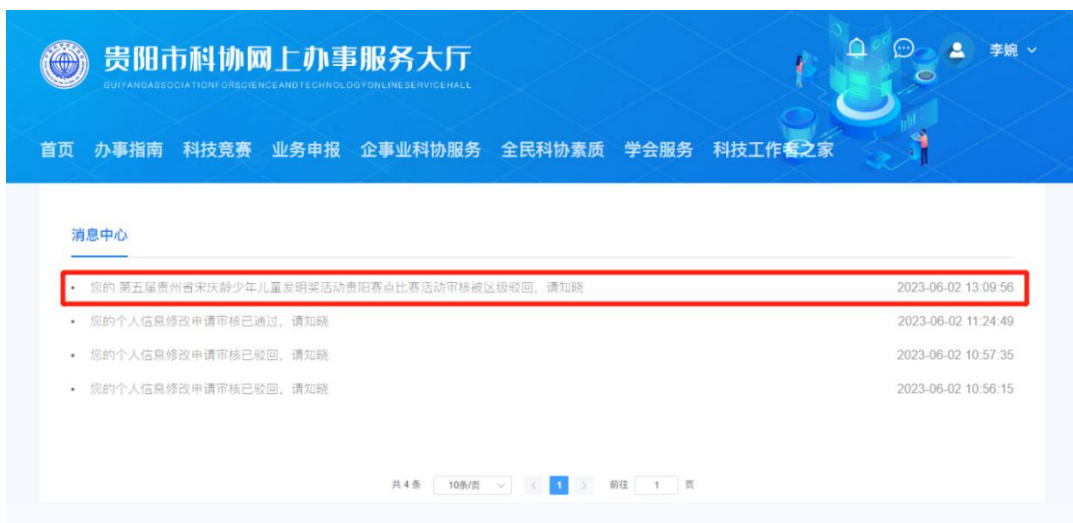 贵阳市科协网上办事服务大厅
GUIYANGASSOCIATIONFORSCIENCEANDTECHNOLOGYONLINESERVICEHALL
李婉
首页 办事指南 科技竞赛 业务申报 企事业科协服务 全民科协素质 学会服务 科技工作者之家
消息中心
• 您的 第五届贵州省宋庆龄少年儿童发明奖活动贵阳赛点比赛活动审核被区级驳回，请知晓 2023-06-02 13:09:56
• 您的个人信息修改申请审核已通过，请知晓 2023-06-02 11:24:49
• 您的个人信息修改申请审核已驳回，请知晓 2023-06-02 10:57:35
• 您的个人信息修改申请审核已驳回，请知晓 2023-06-02 10:56:15
共 4 条 10条/页 < 1 > 前往 1 页